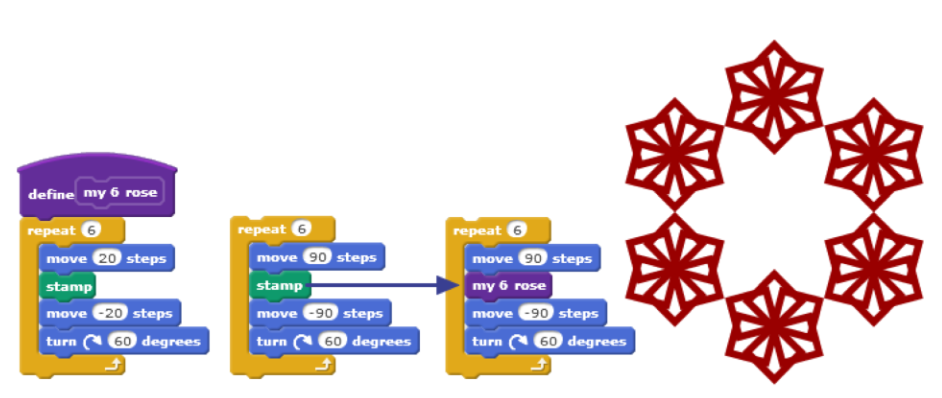 define my 6 rose
repeat 6
move 20 steps
stamp
move -20 steps
turn 60 degrees
repeat 6
move 90 steps
stamp
move -90 steps
turn 60 degrees
repeat 6
move 90 steps
my 6 rose
move -90 steps
turn 60 degrees